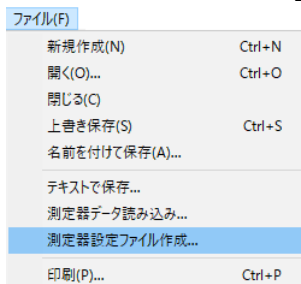 ファイル(F)
新規作成(N) Ctrl+N
開く(O)... Ctrl+O
閉じる(C)
上書き保存(S) Ctrl+S
名前を付けて保存(A)...
テキストで保存...
測定器データ読み込み...
測定器設定ファイル作成...
印刷(P)... Ctrl+P